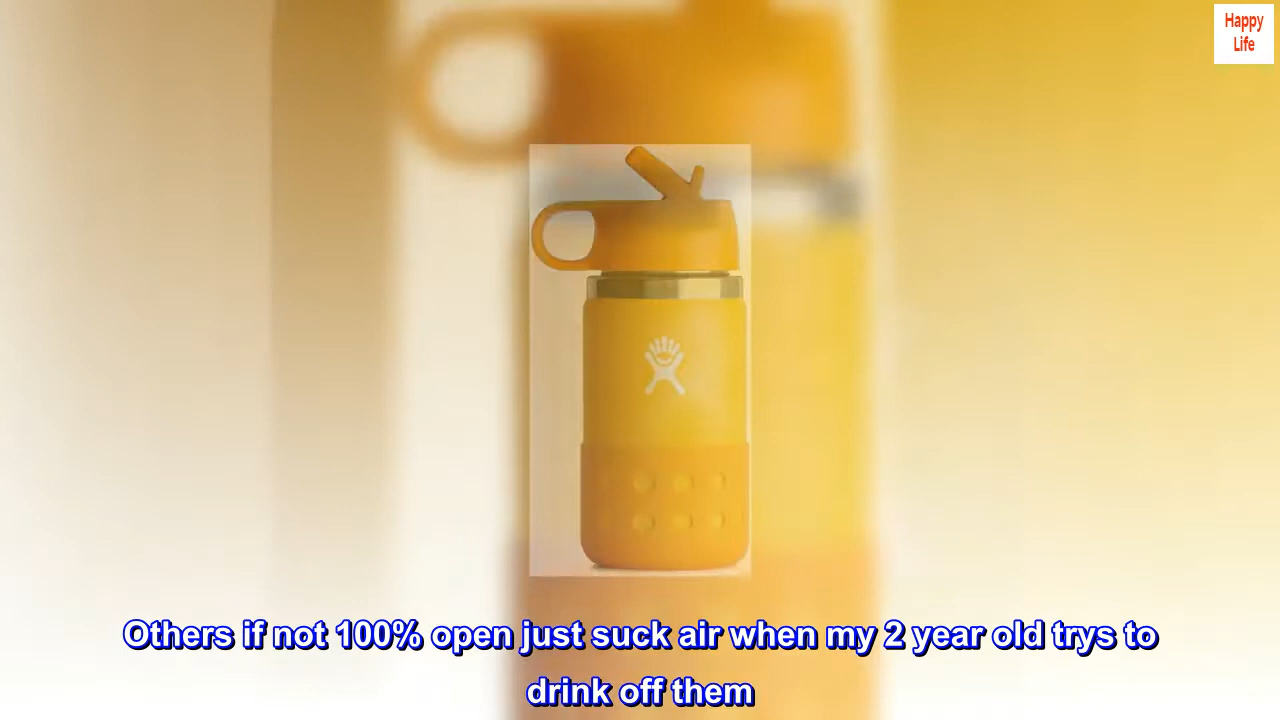 Happy
Life
Others if not 100% open just suck air when my 2 year old trys to
drink off them